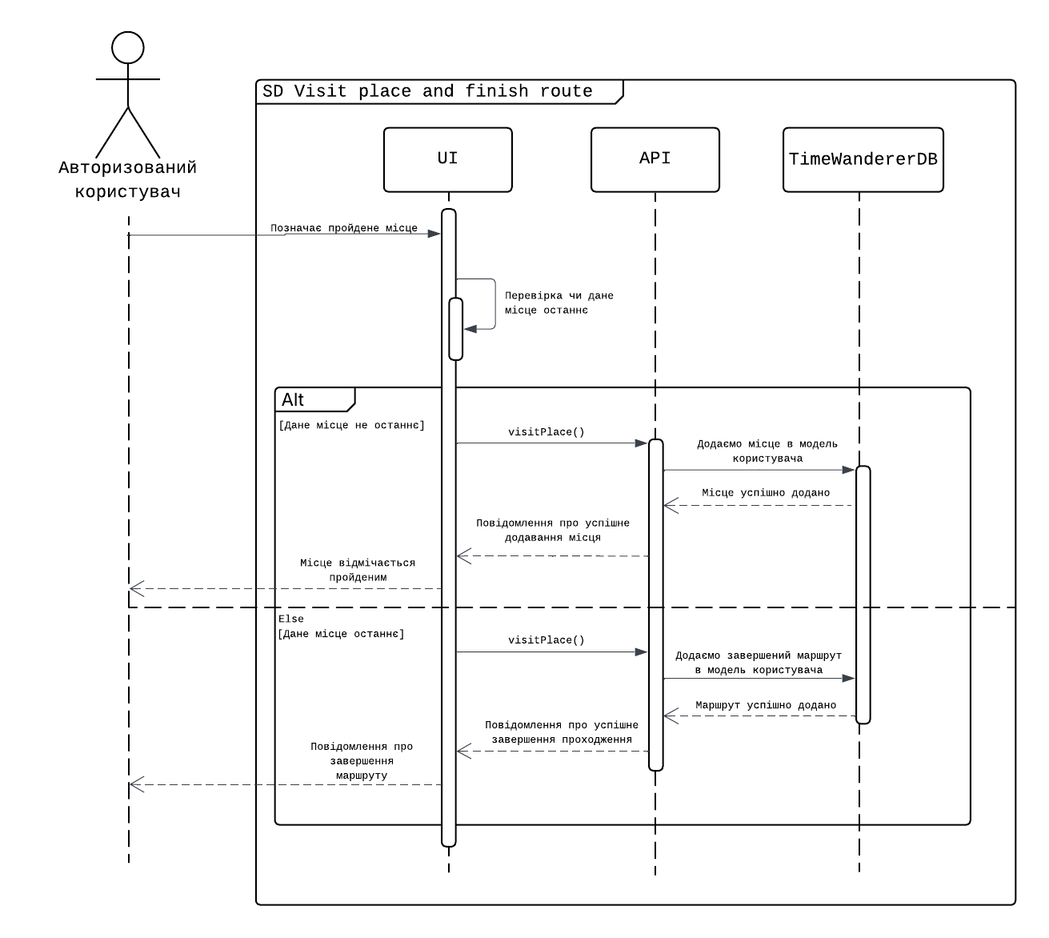 SD Visit place and finish route
Авторизований
користувач
UI
API
TimeWandererDB
Позначає пройдене місце
Перевірка чи дане
місце останнє
Alt
[Дане місце не останнє]
visitPlace()
Додаємо місце в модель
користувача
Місце успішно додано
Повідомлення про успішне
додавання місця
Місце відмічається
пройденим
Else
[Дане місце останнє]
visitPlace()
Додаємо завершений маршрут
в модель користувача
Маршрут успішно додано
Повідомлення про успішне
завершення проходження
Повідомлення про
завершення
маршруту